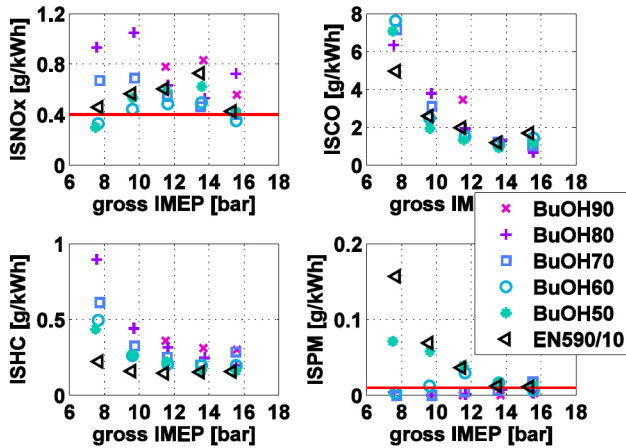 ISNOx [g/kWh]
1.2
0.8
0.4
0
6 8 10 12 14 16 18
gross IMEP [bar]
ISCO [g/kWh]
8
6
4
2
0
6 8 10 12 14 16 18
gross IM
ISHC [g/kWh]
1
0.5
0
6 8 10 12 14 16 18
gross IMEP [bar]
ISPM [g/kWh]
0.2
0.1
0
6 8 10 12 14 16 18
gross IMEP [bar]
BuOH90
BuOH80
BuOH70
BuOH60
BuOH50
EN590/10